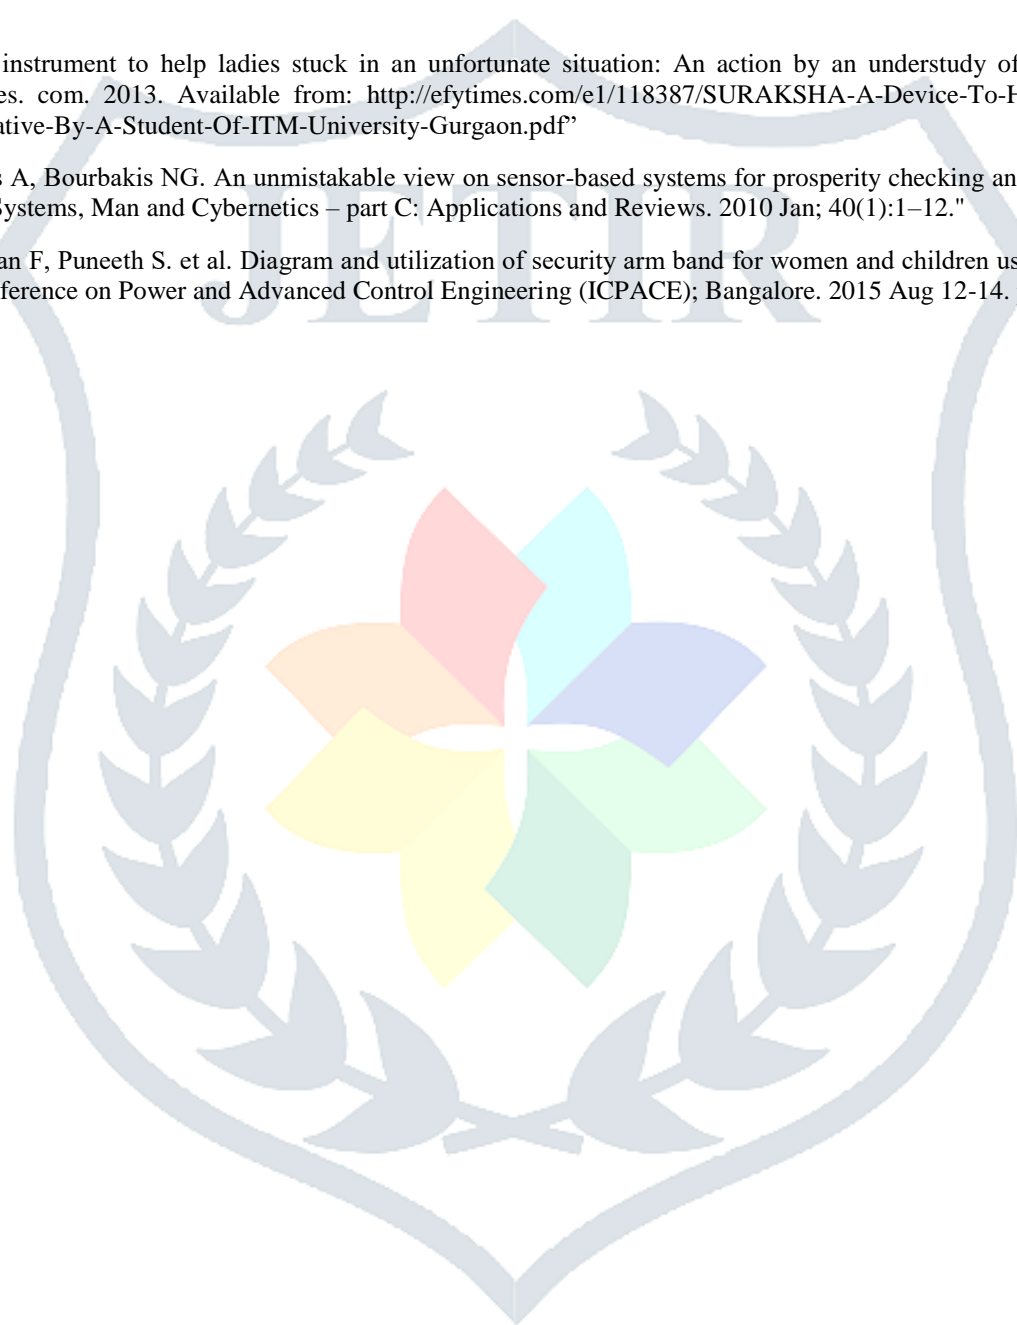 instrument to help ladies stuck in an unfortunate situation: An action by an understudy of
es. com. 2013. Available from: http://efytimes.com/e1/118387/SURAKSHA-A-Device-To-H
ative-By-A-Student-Of-ITM-University-Gurgaon.pdf”
s A, Bourbakis NG. An unmistakable view on sensor-based systems for prosperity checking an
Systems, Man and Cybernetics – part C: Applications and Reviews. 2010 Jan; 40(1):1–12."
an F, Puneeth S. et al. Diagram and utilization of security arm band for women and children us
ference on Power and Advanced Control Engineering (ICPACE); Bangalore. 2015 Aug 12-14.
JETIR